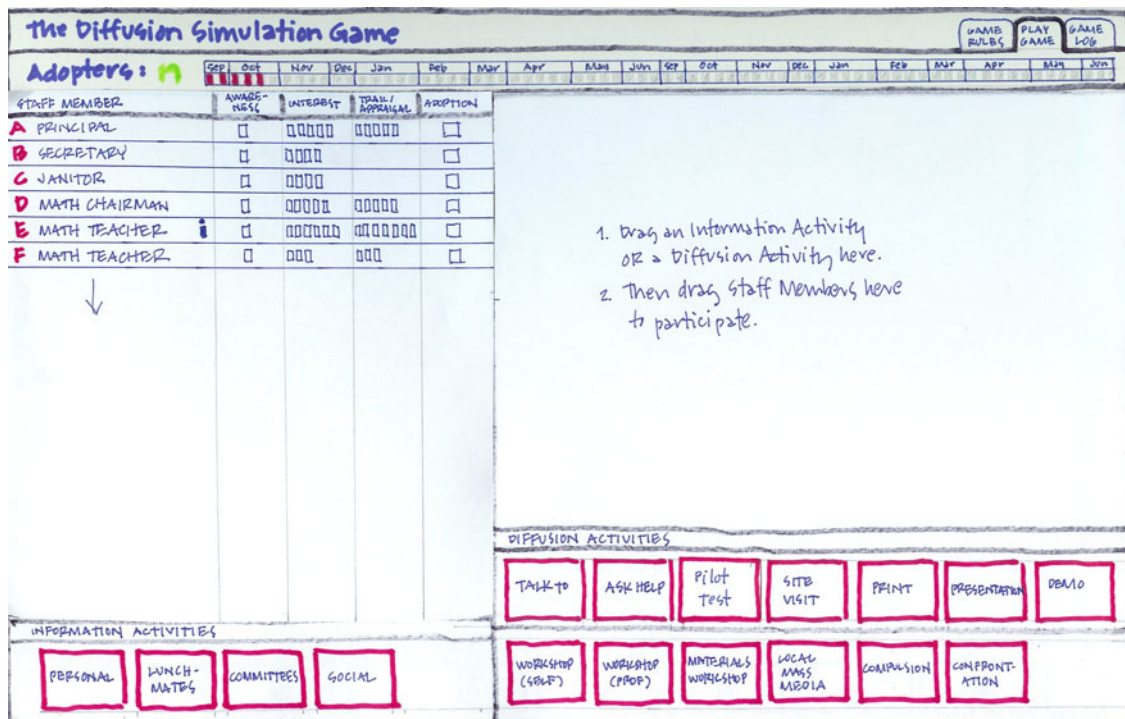 The Diffusion Simulation Game
GAME RULES
PLAY GAME
GAME LOG
Adopters: n
Sep Oct Nov Dec Jan Feb Mar Apr May Jun Sep Oct Nov Dec Jan Feb Mar Apr May Jun
STAFF MEMBER
AWARE-
NESS
INTEREST
TRAIL/
APPRAISAL
ADOPTION
A PRINCIPAL
B SECRETARY
C JANITOR
D MATH CHAIRMAN
E MATH TEACHER i
F MATH TEACHER
1. Drag an Information Activity
OR a Diffusion Activity here.
2. Then drag Staff Members here
to participate.
DIFFUSION ACTIVITIES
TALK TO
ASK HELP
Pilot
Test
SITE
VISIT
PRINT
PRESENTATION
DEMO
WORKSHOP
(SELF)
WORKSHOP
(PROF)
MATERIALS
WORKSHOP
LOCAL
MASS
MEDIA
COMPULSION
CONFRONT-
ATION
INFORMATION ACTIVITIES
PERSONAL
LUNCH-
MATES
COMMITTEES
SOCIAL